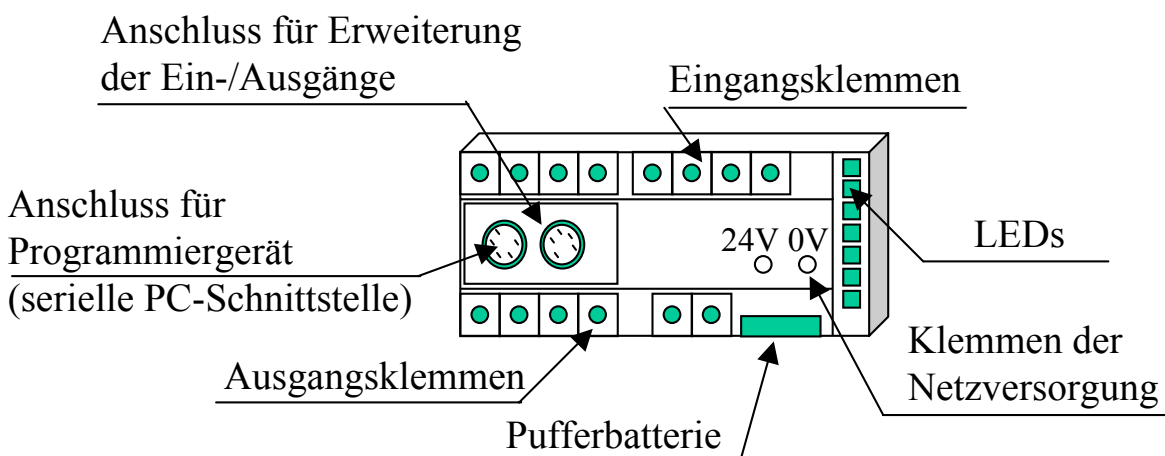 Anschluss für Erweiterung
der Ein-/Ausgänge
Eingangsklemmen
Anschluss für
Programmiergerät
(serielle PC-Schnittstelle)
24V 0V
LEDs
Klemmen der
Netzversorgung
Ausgangsklemmen
Pufferbatterie